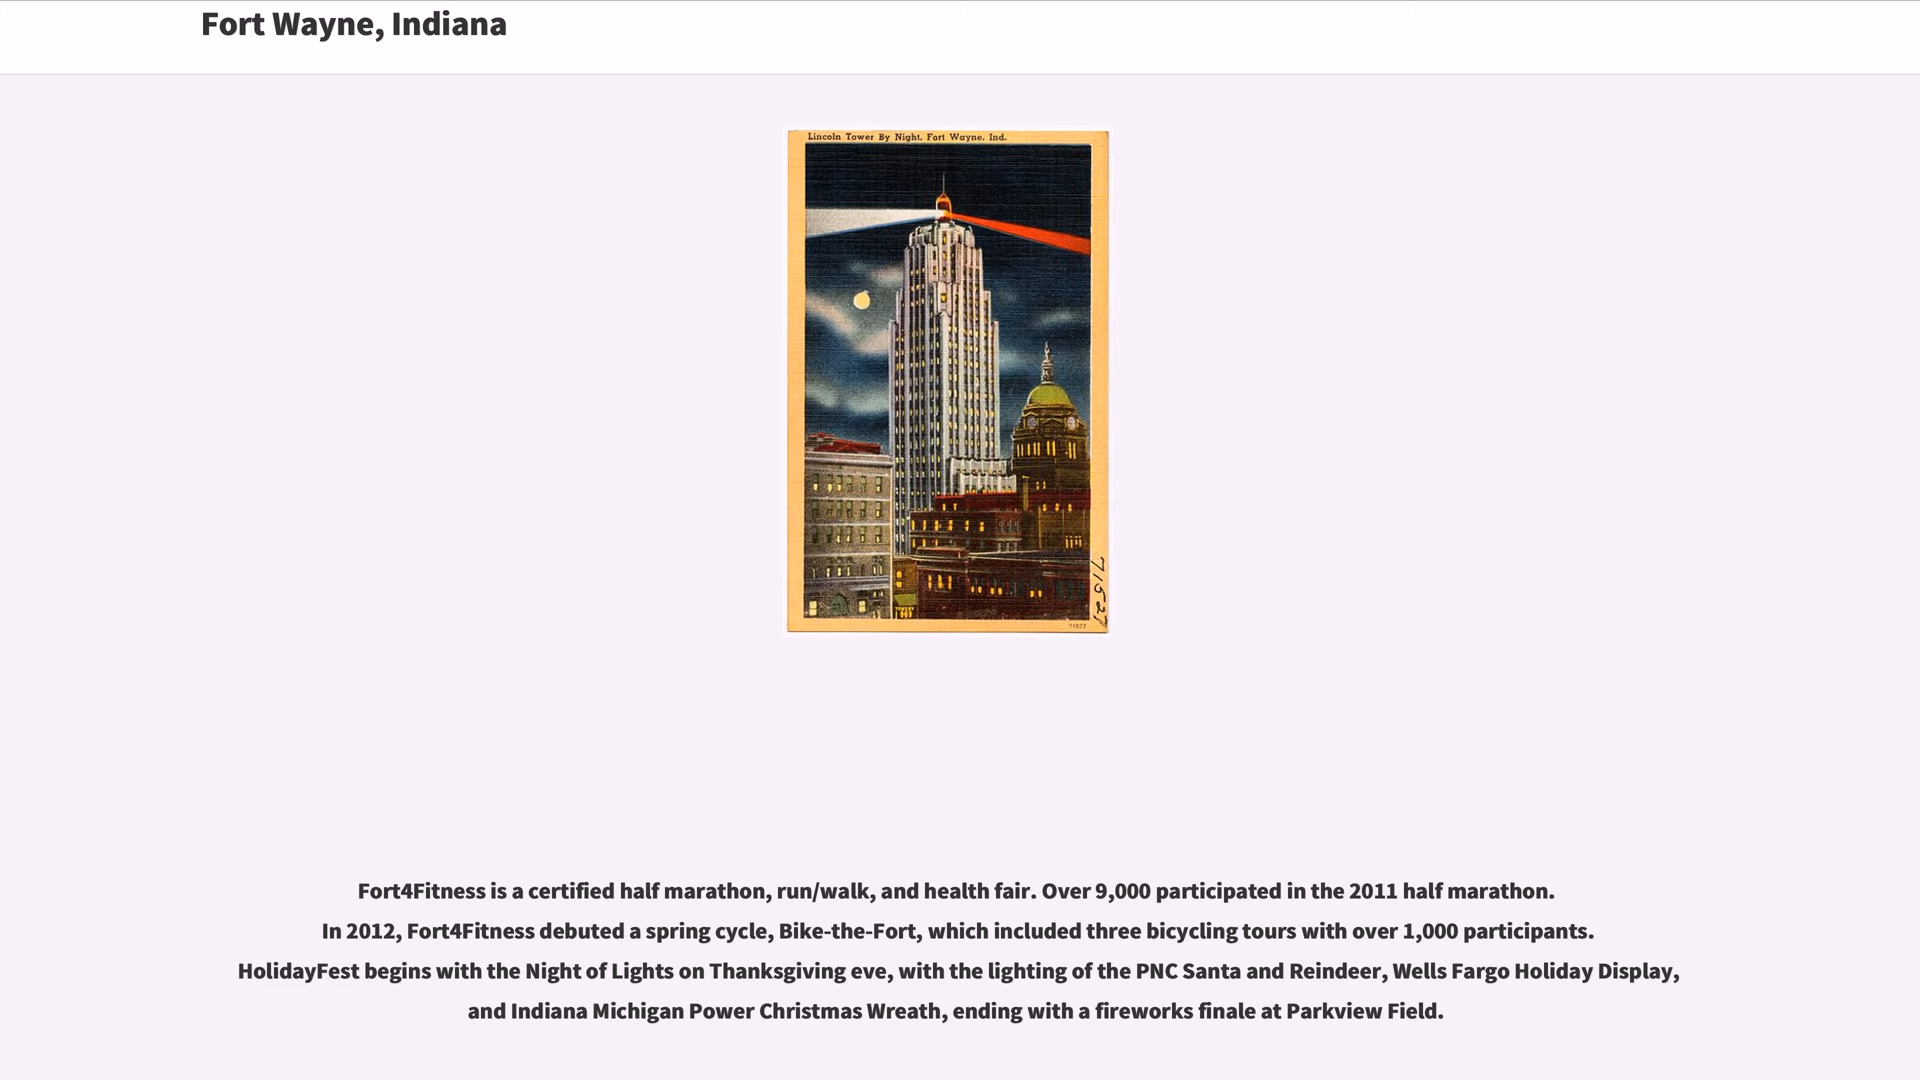 Fort Wayne, Indiana
Lincoln Tower By Night, Fort Wayne, Ind.
71527
71527
Fort4Fitness is a certified half marathon, run/walk, and health fair. Over 9,000 participated in the 2011 half marathon.
In 2012, Fort4Fitness debuted a spring cycle, Bike-the-Fort, which included three bicycling tours with over 1,000 participants.
HolidayFest begins with the Night of Lights on Thanksgiving eve, with the lighting of the PNC Santa and Reindeer, Wells Fargo Holiday Display,
and Indiana Michigan Power Christmas Wreath, ending with a fireworks finale at Parkview Field.